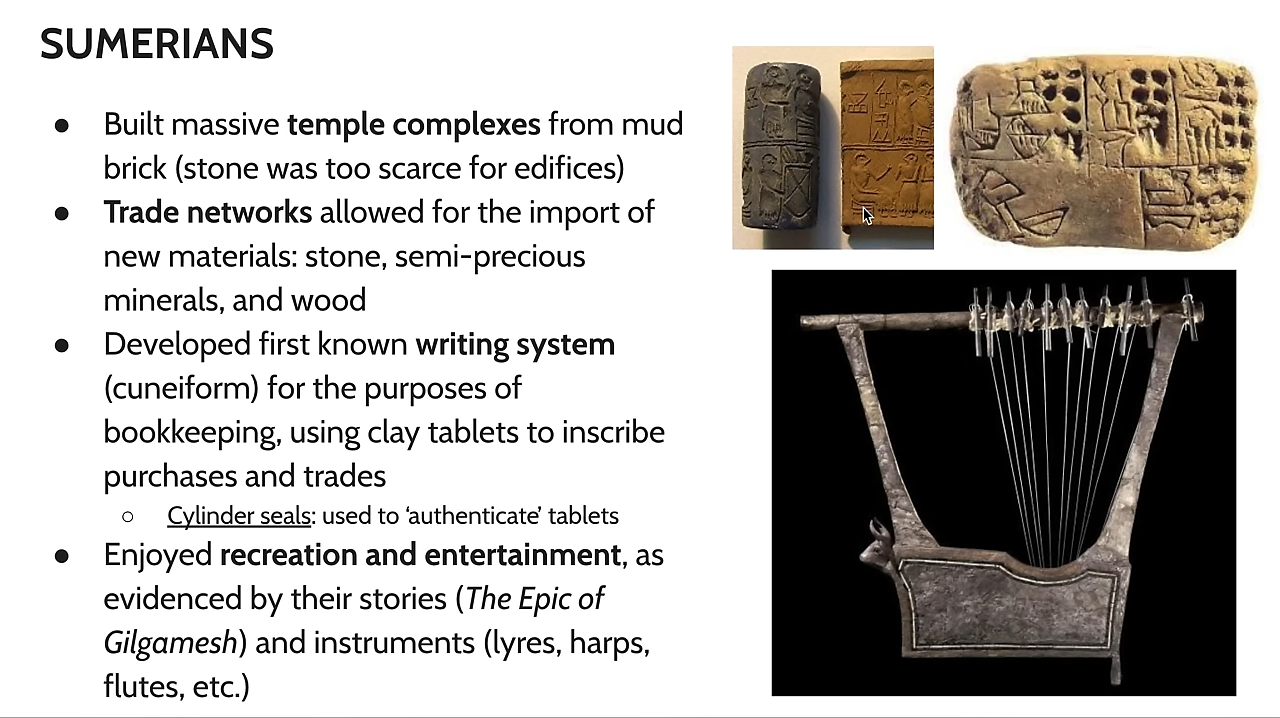 SUMERIANS
● Built massive temple complexes from mud
brick (stone was too scarce for edifices)
● Trade networks allowed for the import of
new materials: stone, semi-precious
minerals, and wood
● Developed first known writing system
(cuneiform) for the purposes of
bookkeeping, using clay tablets to inscribe
purchases and trades
○ Cylinder seals: used to ‘authenticate’ tablets
● Enjoyed recreation and entertainment, as
evidenced by their stories (The Epic of
Gilgamesh) and instruments (lyres, harps,
flutes, etc.)